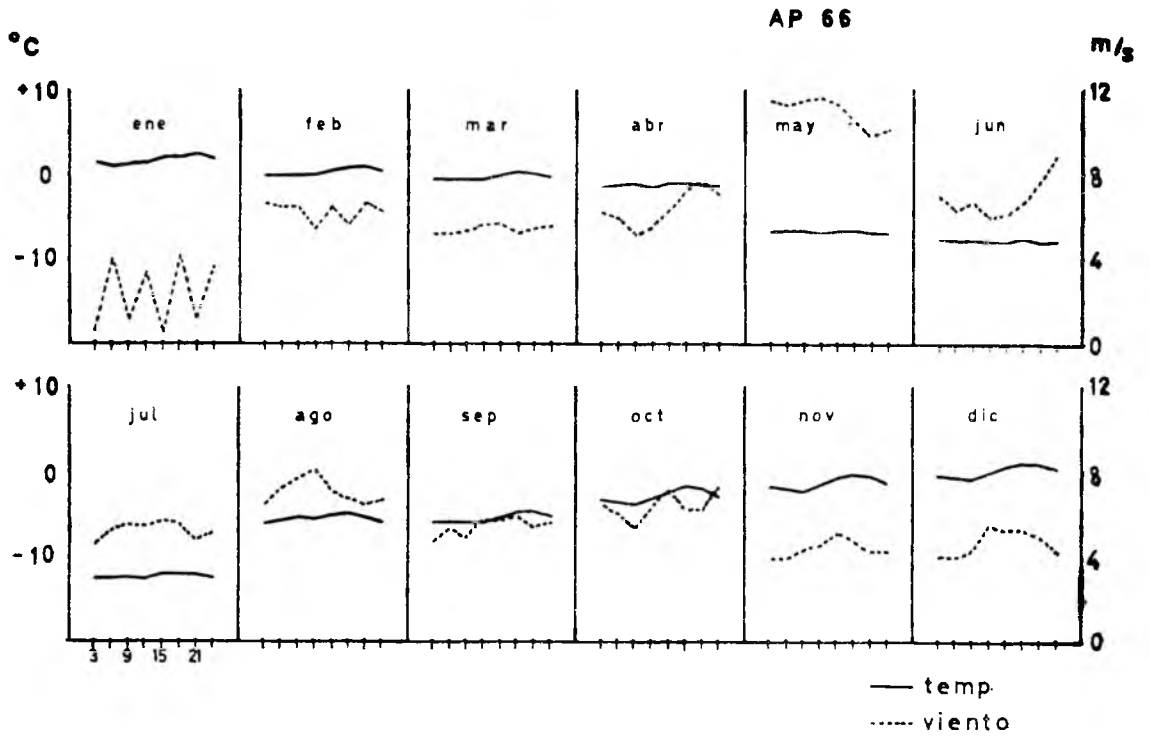 AP 66
°C
m/s
+10
12
ene
feb
mar
abr
may
jun
0
8
-10
4
0
+10
12
jul
ago
sep
oct
nov
dic
0
8
-10
4
0
3 9 15 21
temp.
viento